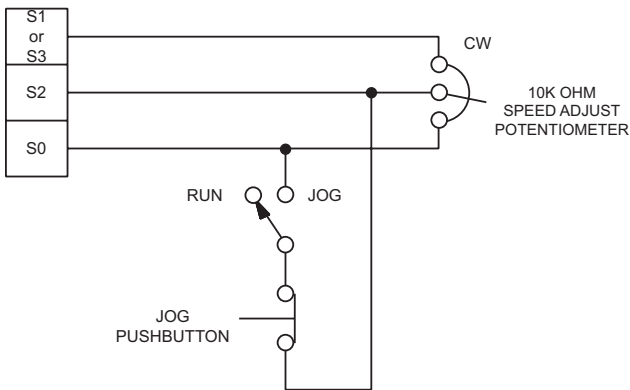 S1
or
S3
S2
S0
CW
10K OHM
SPEED ADJUST
POTENTIOMETER
RUN
JOG
JOG
PUSHBUTTON